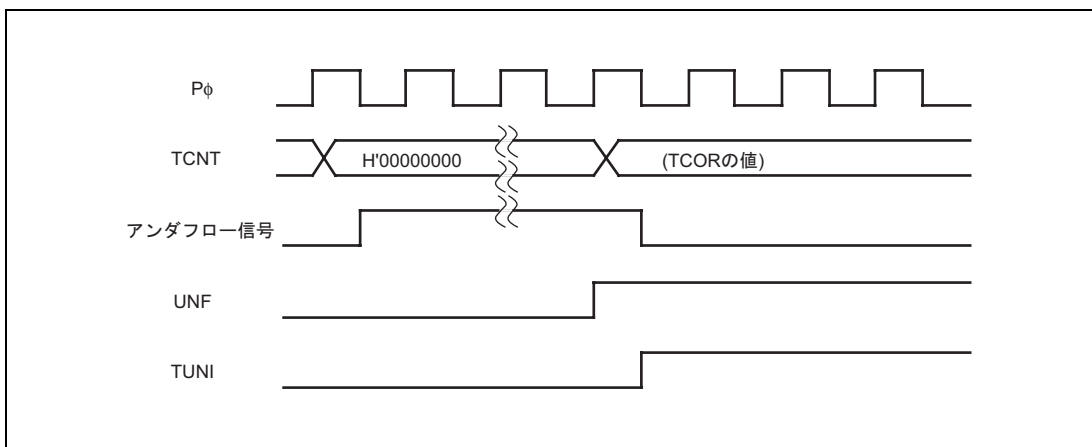 Pφ
TCNT
H'00000000
(TCORの値)
アンダフロー信号
UNF
TUNI